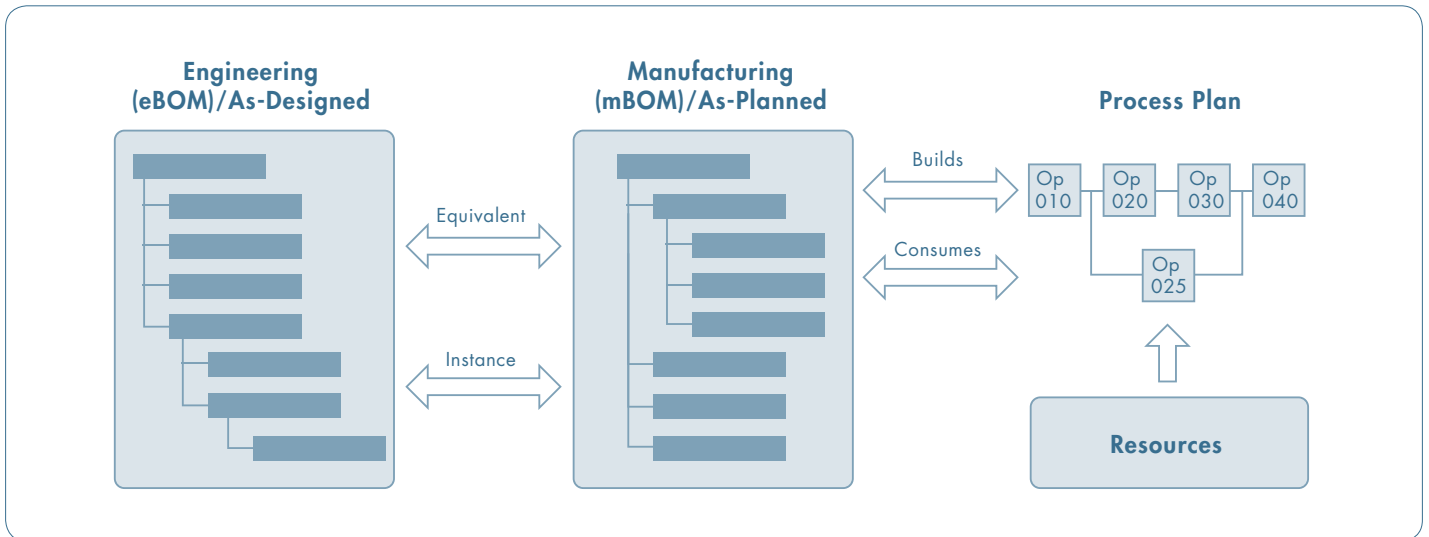 Engineering
(eBOM)/As-Designed
Manufacturing
(mBOM)/As-Planned
Process Plan
Equivalent
Instance
Builds
Consumes
Op
010
Op
020
Op
030
Op
040
Op
025
Resources